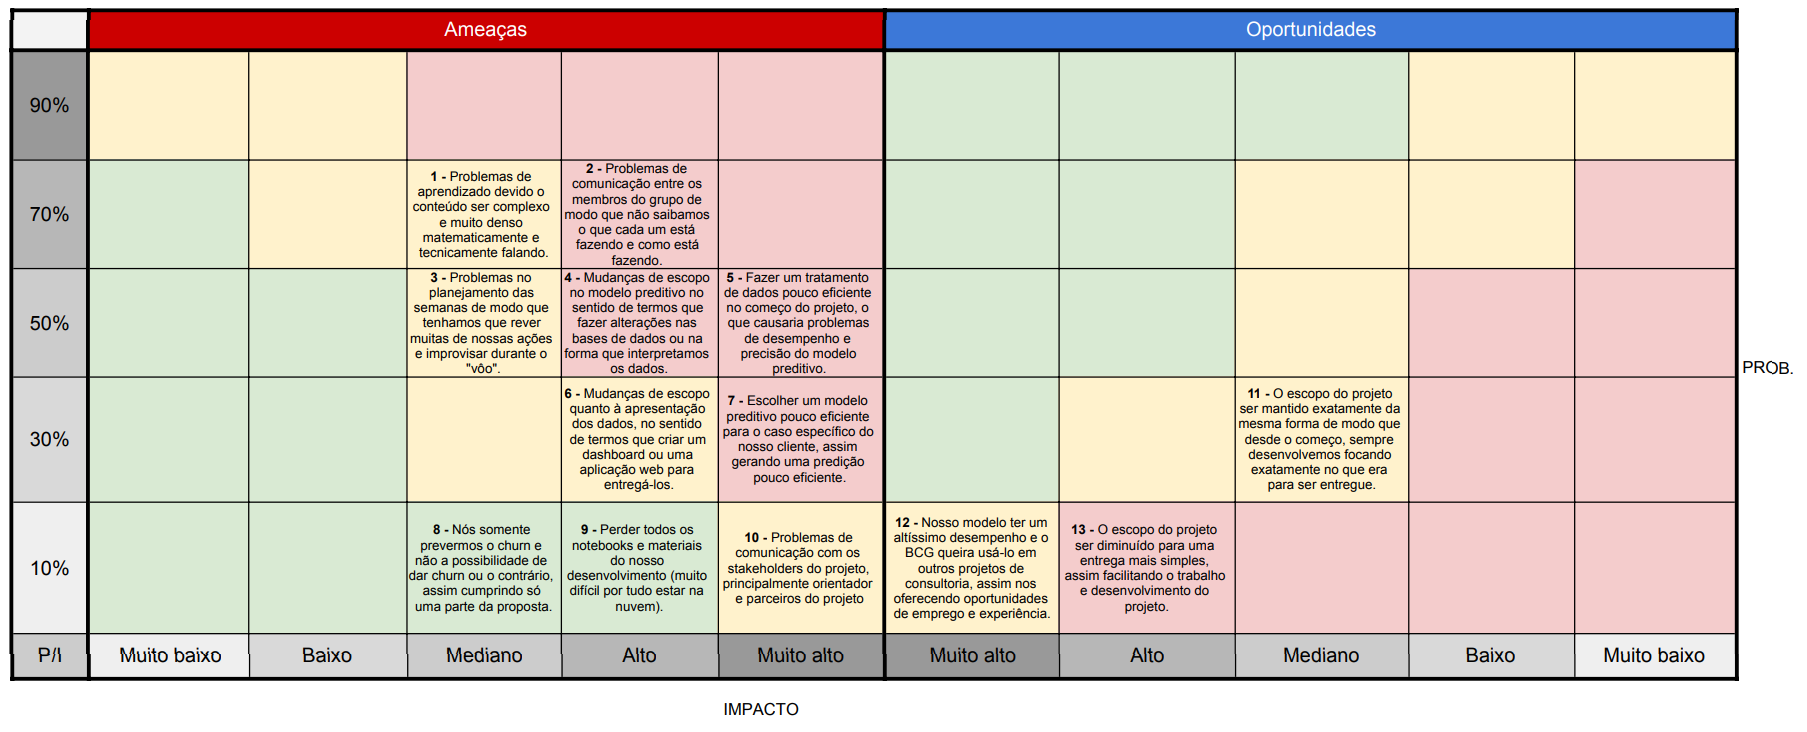 Ameaças
Oportunidades
90%
70%
1 - Problemas de
aprendizado devido o
conteúdo ser complexo
e muito denso
matematicamente e
tecnicamente falando.
2 - Problemas de
comunicação entre os
membros do grupo de
modo que não saibamos
o que cada um está
fazendo e como está
fazendo.
50%
3 - Problemas no
planejamento das
semanas de modo que
tenhamos que rever
muitas de nossas ações
e improvisar durante o
"vôo".
4 - Mudanças de escopo
no modelo preditivo no
sentido de termos que
fazer alterações nas
bases de dados ou na
forma que interpretamos
os dados.
5 - Fazer um tratamento
de dados pouco eficiente
no começo do projeto, o
que causaria problemas
de desempenho e
precisão do modelo
preditivo.
PROB.
30%
6 - Mudanças de escopo
quanto à apresentação
dos dados, no sentido
de termos que criar um
dashboard ou uma
aplicação web para
entregá-los.
7 - Escolher um modelo
preditivo pouco eficiente
para o caso específico do
nosso cliente, assim
gerando uma predição
pouco eficiente.
11 - O escopo do projeto
ser mantido exatamente da
mesma forma de modo que
desde o começo, sempre
desenvolvemos focando
exatamente no que era
para ser entregue.
10%
8 - Nós somente
prevermos o churn e
não a possibilidade de
dar churn ou o contrário,
assim cumprindo só
uma parte da proposta.
9 - Perder todos os
notebooks e materiais
do nosso
desenvolvimento (muito
difícil por tudo estar na
nuvem).
10 - Problemas de
comunicação com os
stakeholders do projeto,
principalmente orientador
e parceiros do projeto
12 - Nosso modelo ter um
altíssimo desempenho e o
BCG queira usá-lo em
outros projetos de
consultoria, assim nos
oferecendo oportunidades
de emprego e experiência.
13 - O escopo do projeto
ser diminuído para uma
entrega mais simples,
assim facilitando o trabalho
e desenvolvimento do
projeto.
P/I
Muito baixo
Baixo
Mediano
Alto
Muito alto
Muito alto
Alto
Mediano
Baixo
Muito baixo
IMPACTO